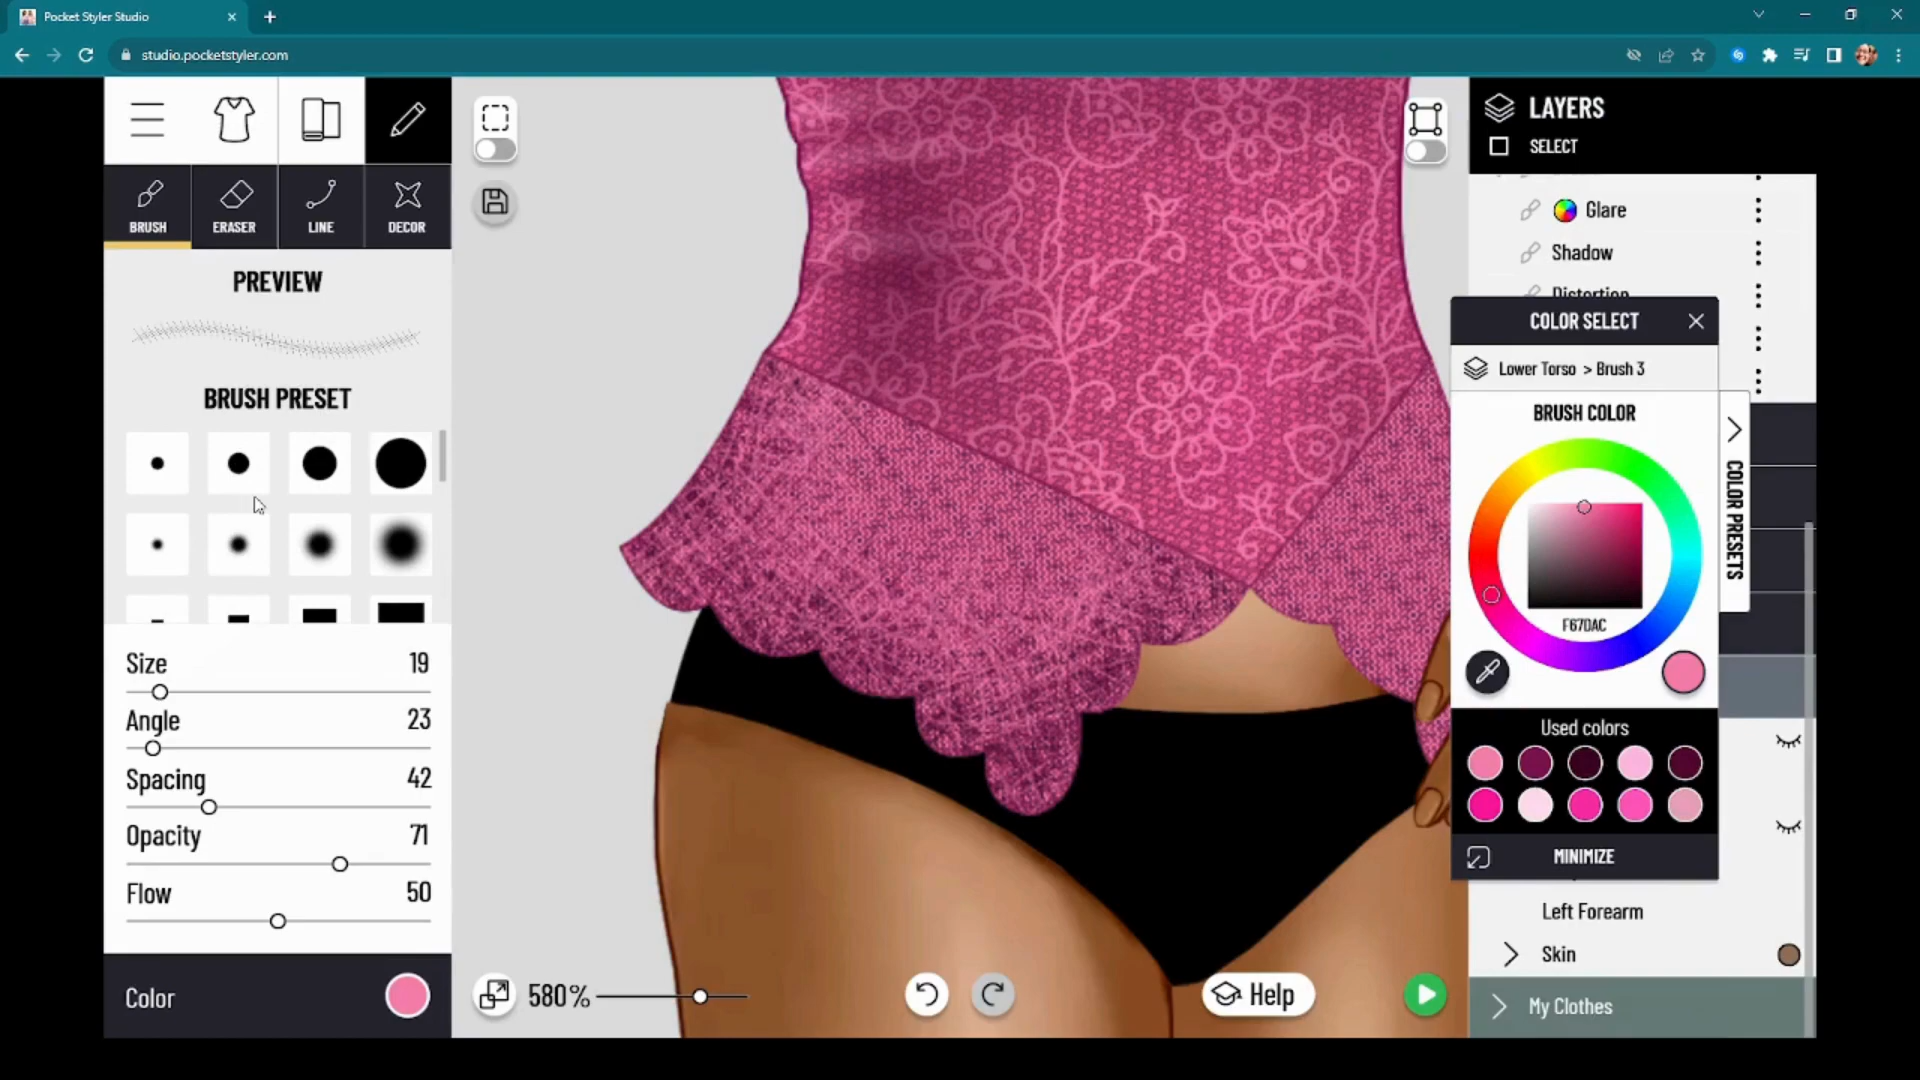 Pocket Styler Studio
studio.pocketstyler.com
BRUSH
ERASER
LINE
DECOR
PREVIEW
BRUSH PRESET
Size 19
Angle 23
Spacing 42
Opacity 71
Flow 50
Color
580%
Help
LAYERS
SELECT
Glare
Shadow
Distortion
COLOR SELECT
Lower Torso > Brush 3
BRUSH COLOR
COLOR PRESETS
F67DAC
Used colors
MINIMIZE
Left Forearm
Skin
My Clothes